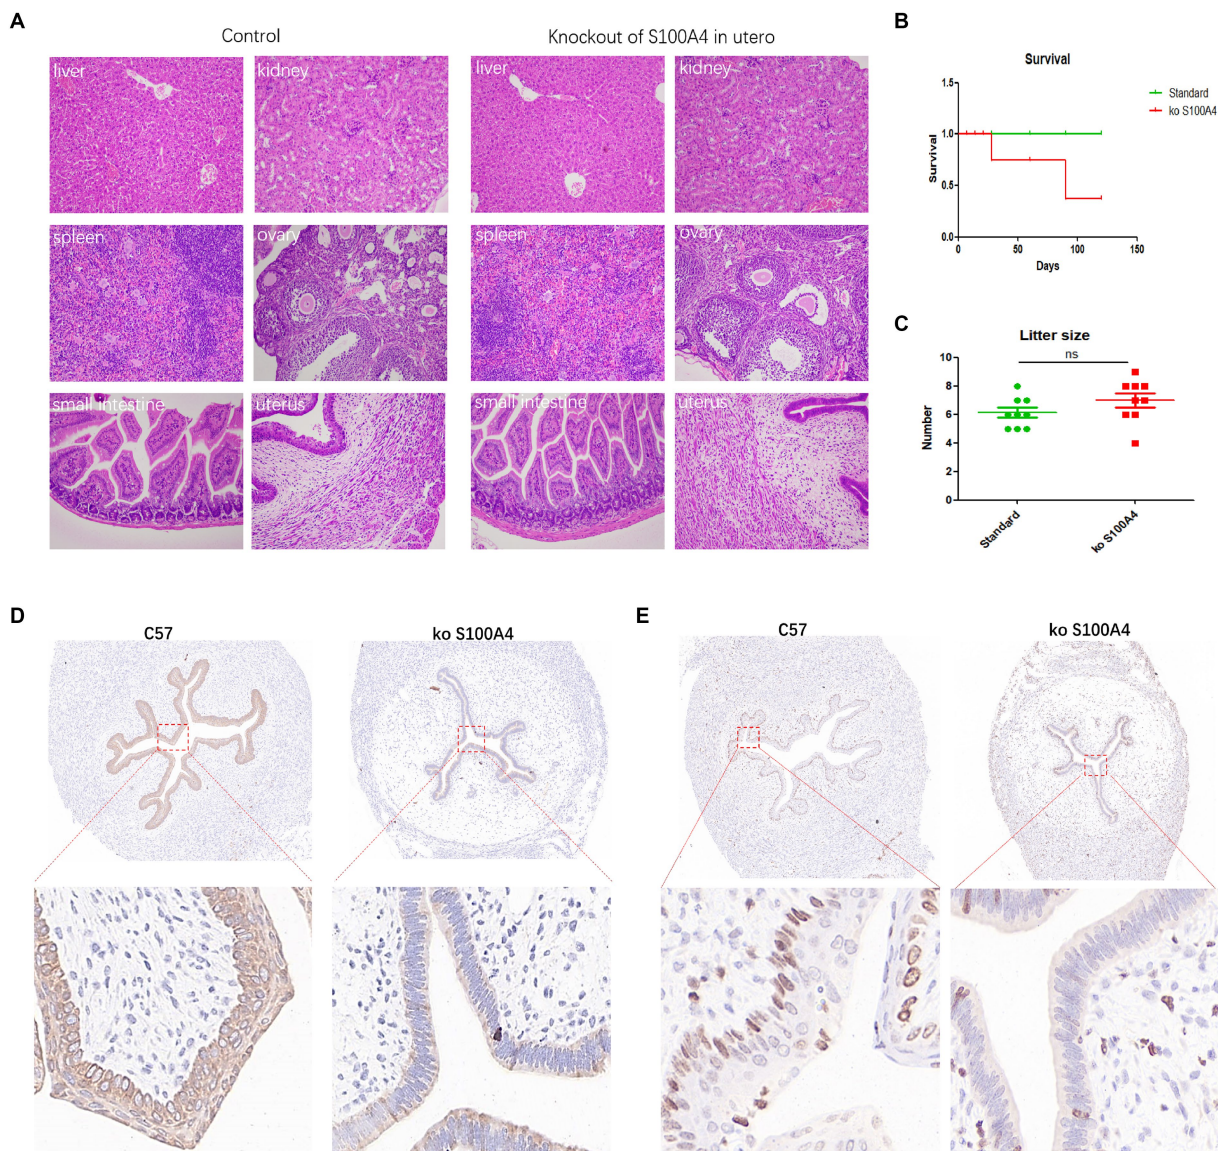 A
Control
Knockout of S100A4 in utero
liver
kidney
liver
kidney
spleen
ovary
spleen
ovary
small intestine
uterus
small intestine
uterus
B
Survival
1.5
1.0
0.5
0.0
Survival
0
50
100
150
Days
Standard
ko S100A4
C
Litter size
ns
10
8
6
4
2
0
Number
Standard
ko S100A4
D
C57
ko S100A4
E
C57
ko S100A4